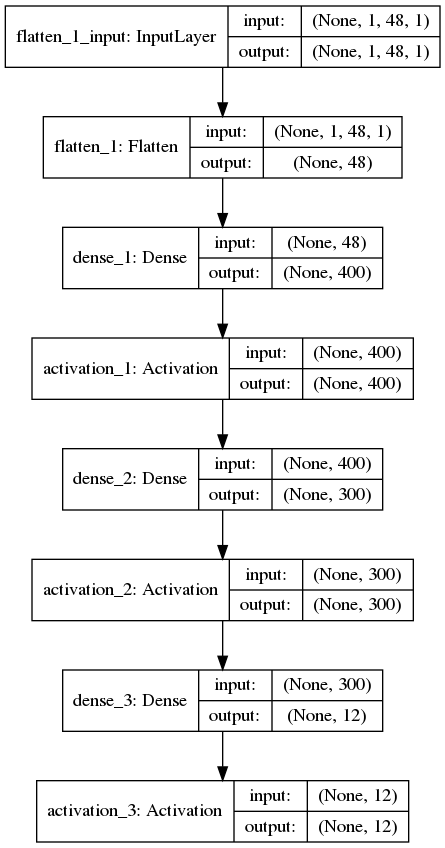 flatten_1_input: InputLayer
input: (None, 1, 48, 1)
output: (None, 1, 48, 1)
flatten_1: Flatten
input: (None, 1, 48, 1)
output: (None, 48)
dense_1: Dense
input: (None, 48)
output: (None, 400)
activation_1: Activation
input: (None, 400)
output: (None, 400)
dense_2: Dense
input: (None, 400)
output: (None, 300)
activation_2: Activation
input: (None, 300)
output: (None, 300)
dense_3: Dense
input: (None, 300)
output: (None, 12)
activation_3: Activation
input: (None, 12)
output: (None, 12)